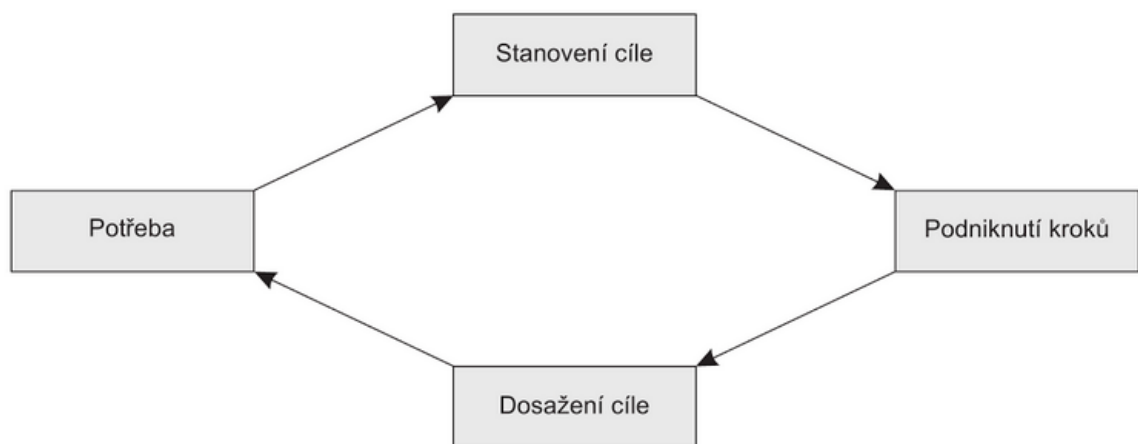 Stanovení cíle
Potřeba
Podniknutí kroků
Dosažení cíle